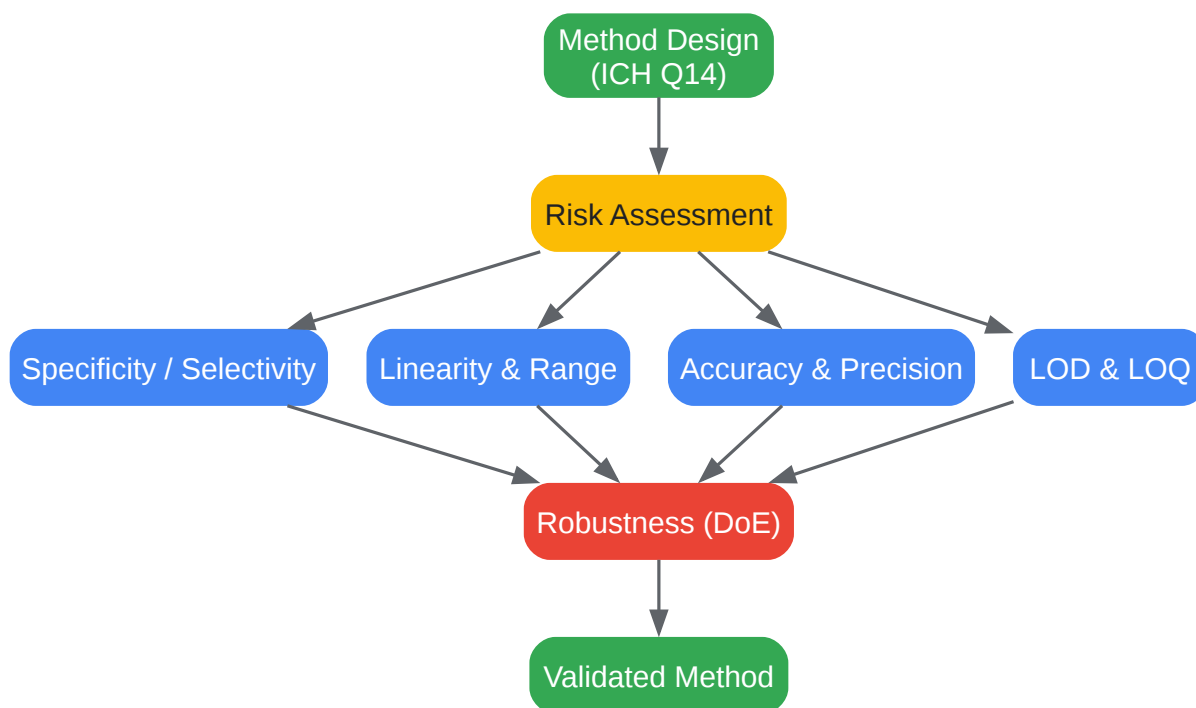 Method Design
(ICH Q14)
Risk Assessment
Specificity / Selectivity
Linearity & Range
Accuracy & Precision
LOD & LOQ
Robustness (DoE)
Validated Method